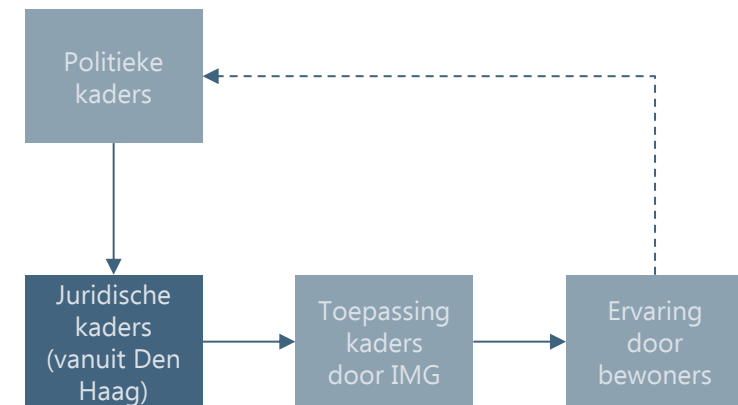 Politieke
kaders
Juridische
kaders
(vanuit Den
Haag)
Toepassing
kaders
door IMG
Ervaring
door
bewoners